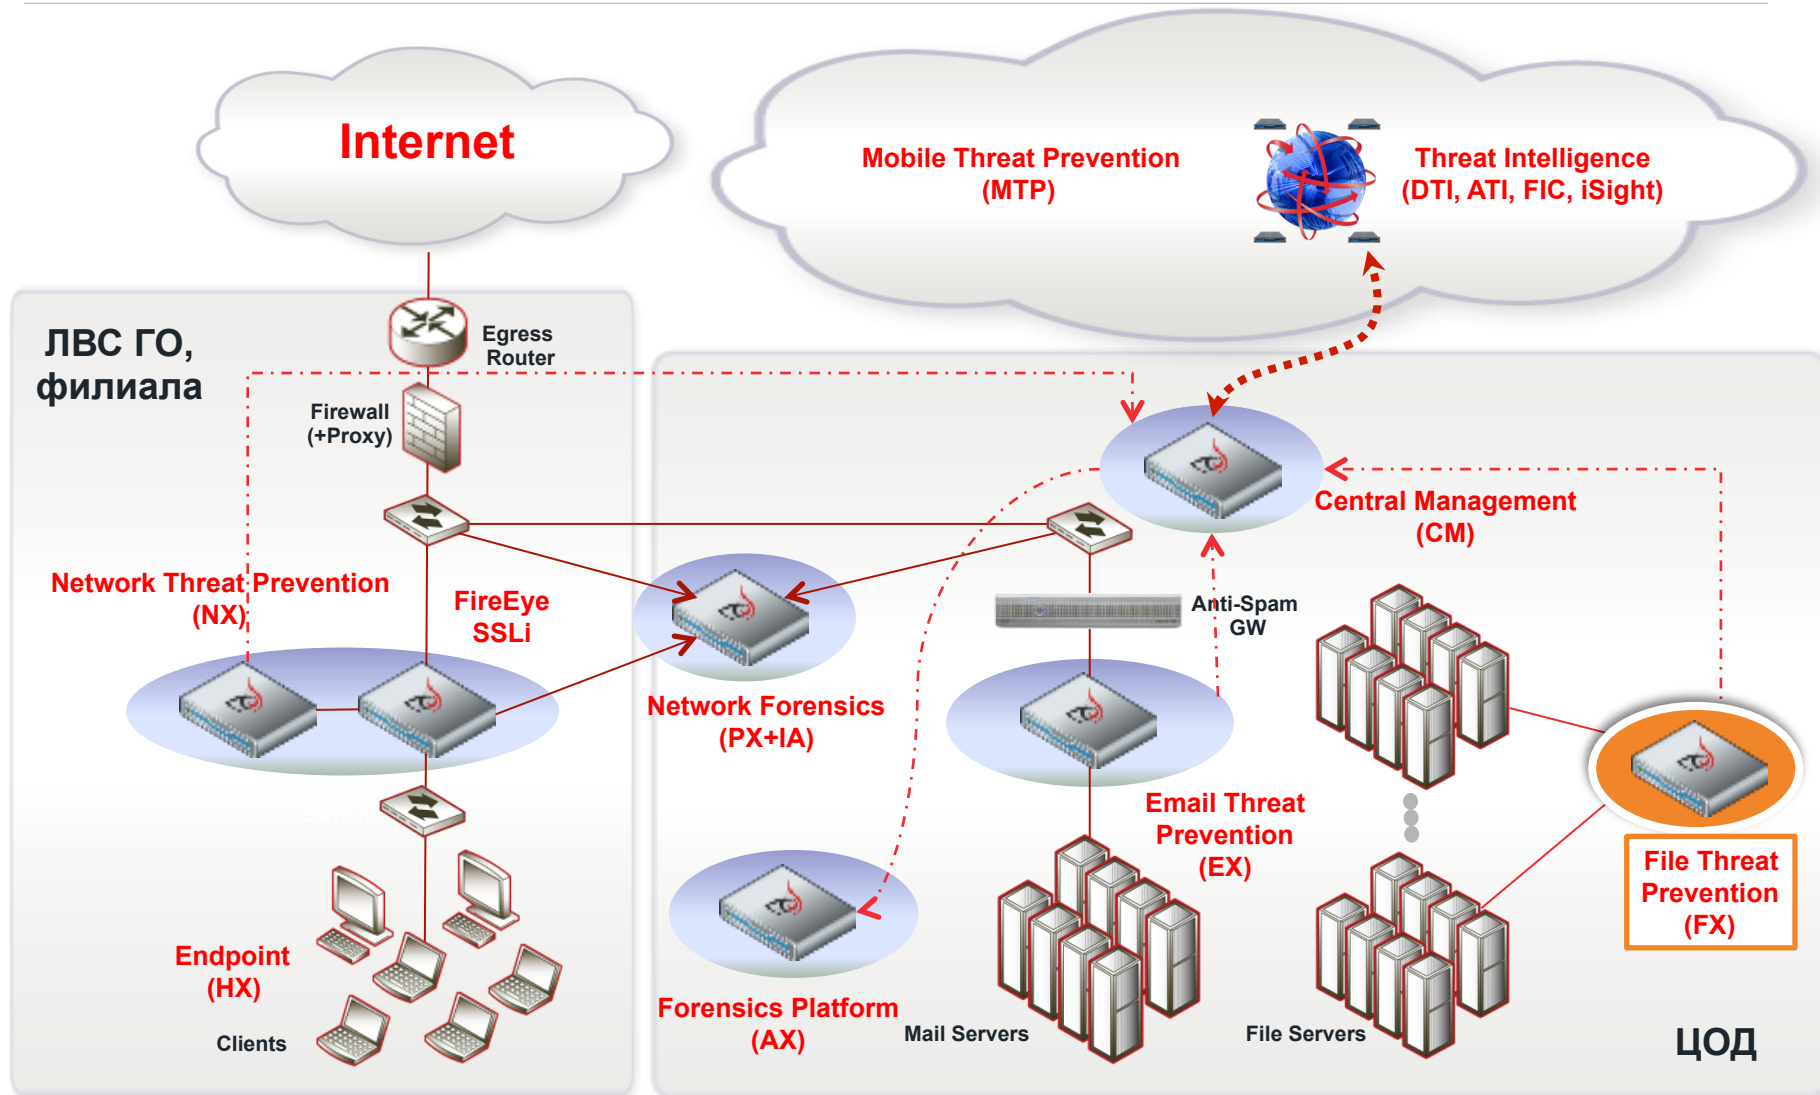 Internet
Mobile Threat Prevention
(MTP)
Threat Intelligence
(DTI, ATI, FIC, iSight)
ЛВС ГО,
филиала
Egress
Router
Firewall
(+Proxy)
Network Threat Prevention
(NX)
FireEye
SSLi
Switch
Endpoint
(HX)
Clients
Central Management
(CM)
Anti-Spam
GW
Network Forensics
(PX+IA)
Email Threat
Prevention
(EX)
Forensics Platform
(AX)
Mail Servers
File Servers
File Threat
Prevention
(FX)
ЦОД